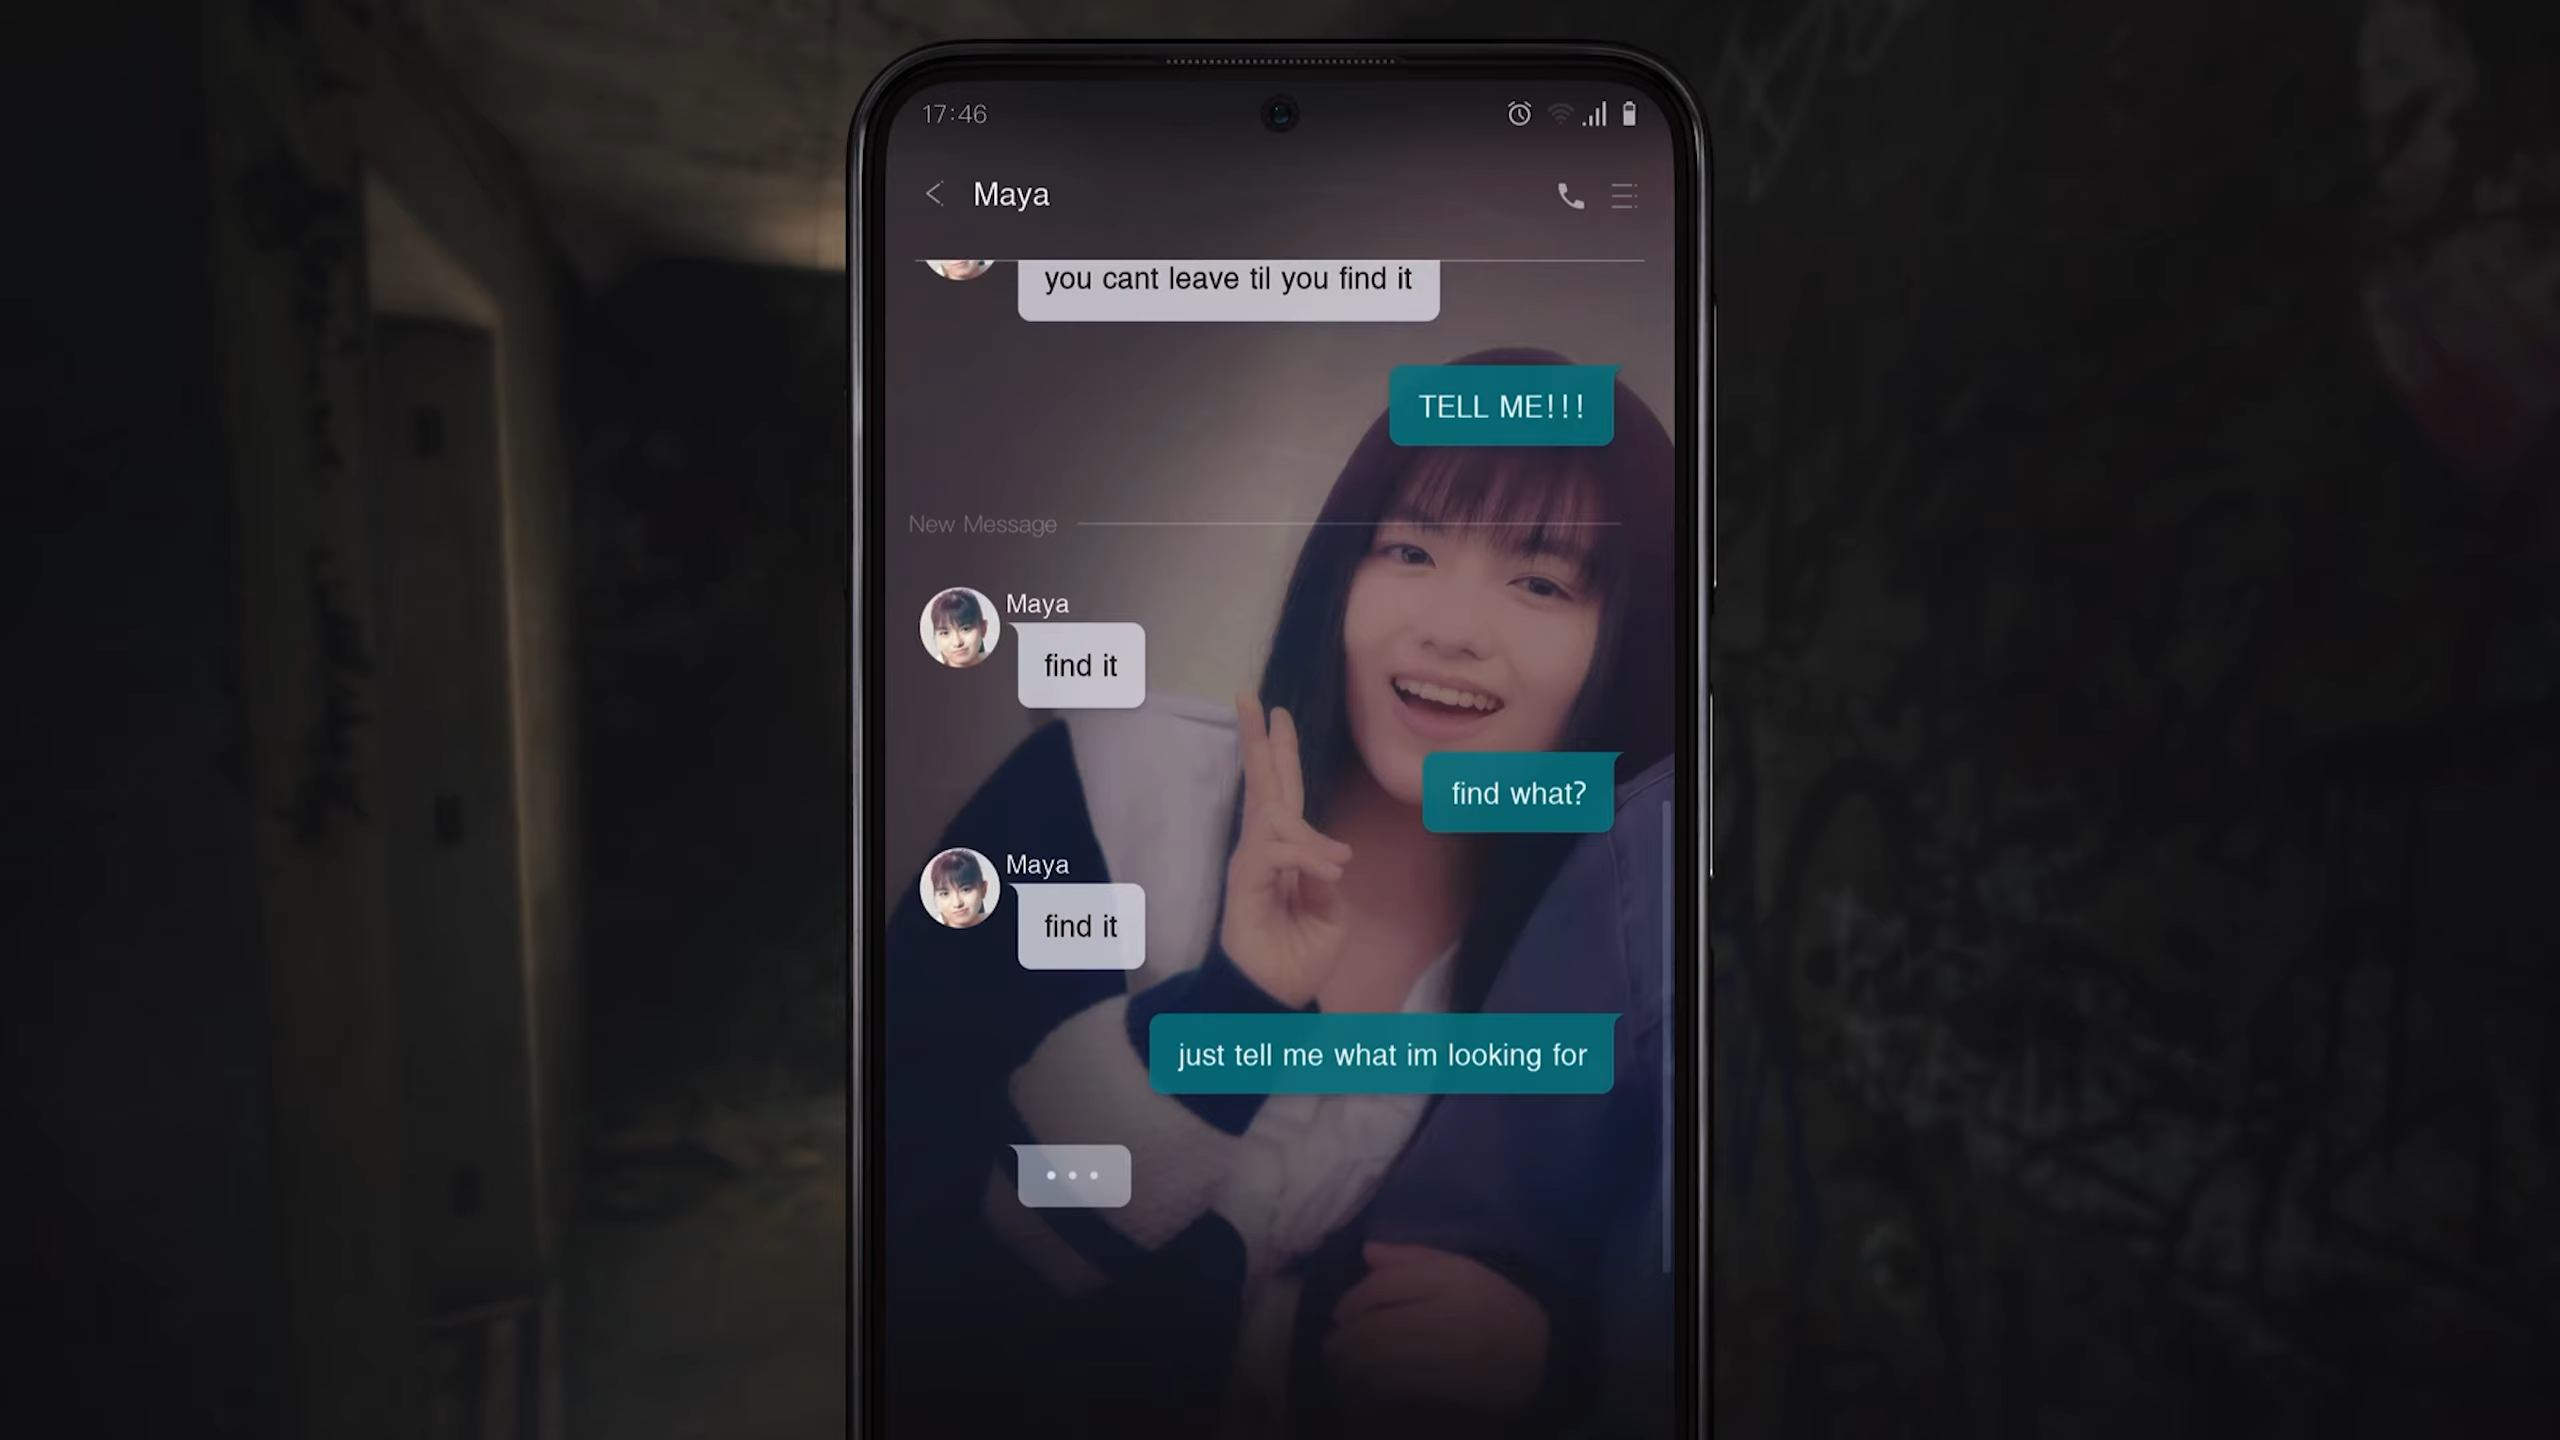 17:46
Maya
you cant leave til you find it
TELL ME!!!
New Message
Maya
find it
find what?
Maya
find it
just tell me what im looking for